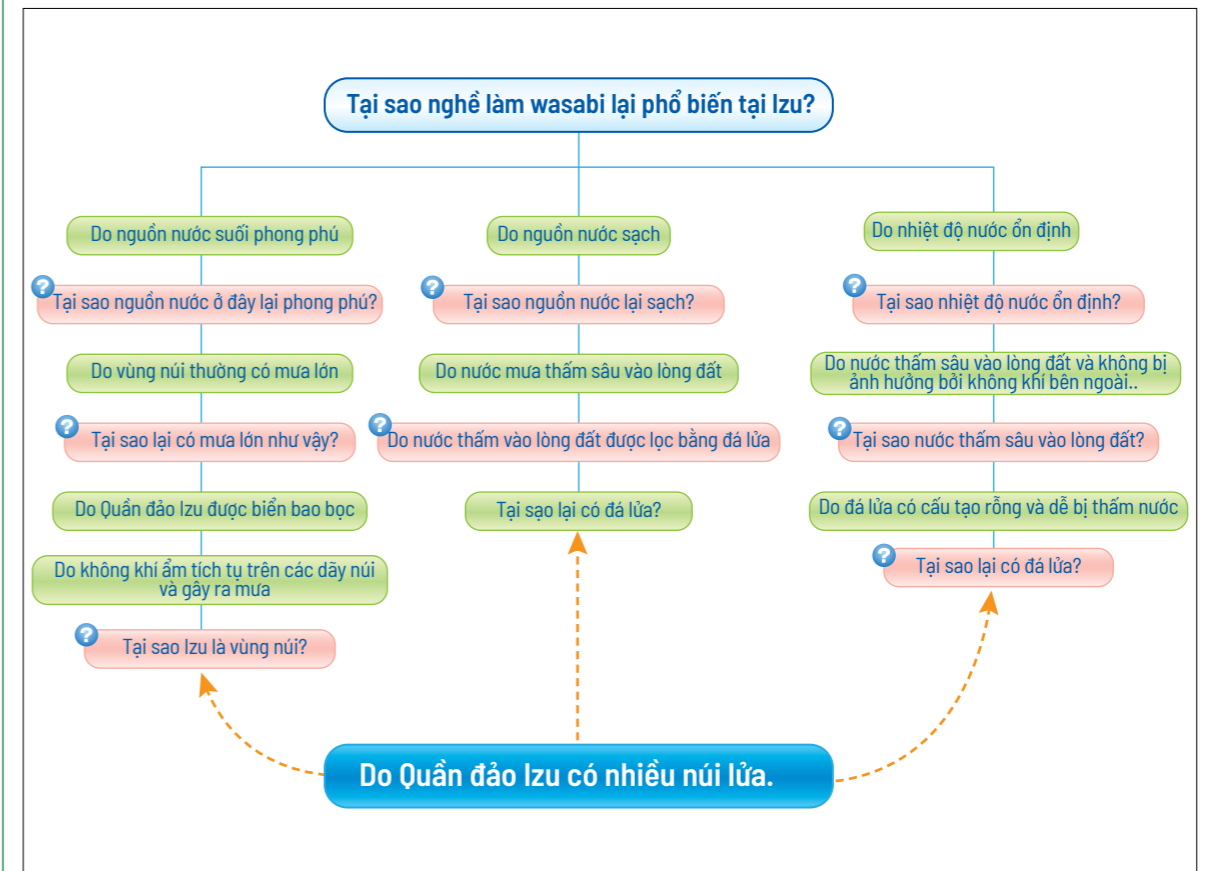 Tại sao nghề làm wasabi lại phổ biến tại Izu?
Do nguồn nước suối phong phú
? Tại sao nguồn nước ở đây lại phong phú?
Do vùng núi thường có mưa lớn
? Tại sao lại có mưa lớn như vậy?
Do Quần đảo Izu được biển bao bọc
Do không khí ẩm tích tụ trên các dãy núi
và gây ra mưa
? Tại sao Izu là vùng núi?
Do nguồn nước sạch
? Tại sao nguồn nước lại sạch?
Do nước mưa thấm sâu vào lòng đất
? Do nước thấm vào lòng đất được lọc bằng đá lửa
Tại sạo lại có đá lửa?
Do nhiệt độ nước ổn định
? Tại sao nhiệt độ nước ổn định?
Do nước thấm sâu vào lòng đất và không bị
ảnh hưởng bởi không khí bên ngoài..
? Tại sao nước thấm sâu vào lòng đất?
Do đá lửa có cấu tạo rỗng và dễ bị thấm nước
? Tại sao lại có đá lửa?
Do Quần đảo Izu có nhiều núi lửa.